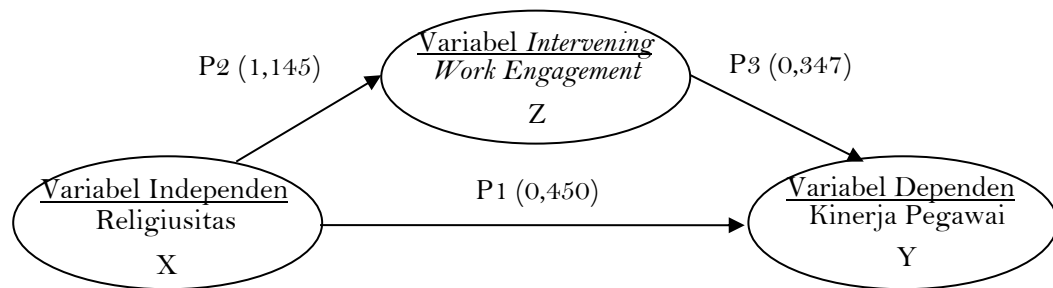 Variabel Intervening
Work Engagement
Z
P2 (1,145)
P3 (0,347)
Variabel Independen
Religiusitas
X
P1 (0,450)
Variabel Dependen
Kinerja Pegawai
Y